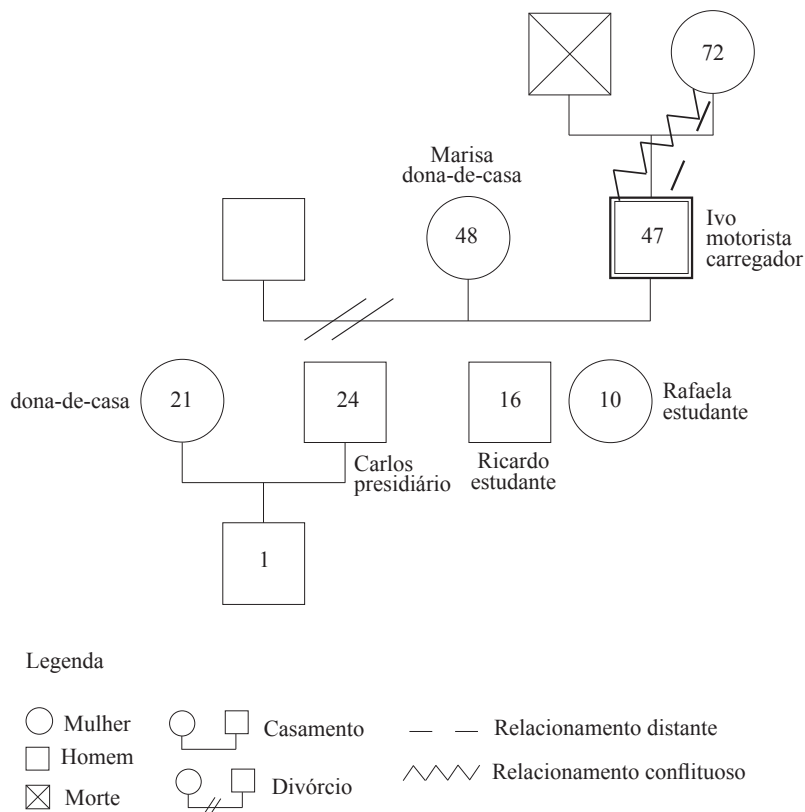 72
Marisa
dona-de-casa
48
47
Ivo
motorista
carregador
dona-de-casa
21
24
16
10
Rafaela
estudante
Carlos
presidiário
Ricardo
estudante
1
Legenda
Mulher
Casamento
Relacionamento distante
Homem
Relacionamento conflituoso
Morte
Divórcio